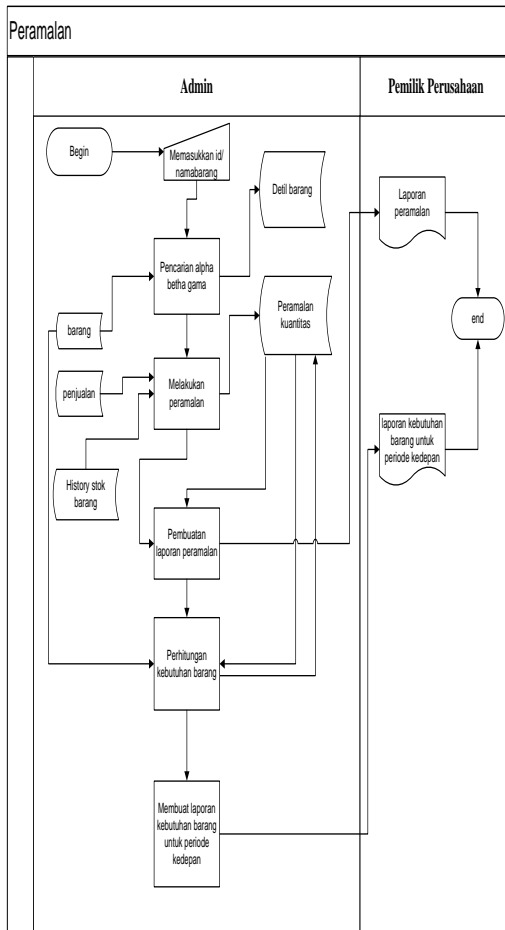 Peramalan
Admin
Pemilik Perusahaan
Begin
Memasukkan id/
namabarang
Detil barang
Laporan
peramalan
Pencarian alpha
betha gama
barang
Peramalan
kuantitas
end
penjualan
Melakukan
peramalan
laporan kebutuhan
barang untuk
periode kedepan
History stok
barang
Pembuatan
laporan peramalan
Perhitungan
kebutuhan barang
Membuat laporan
kebutuhan barang
untuk periode
kedepan